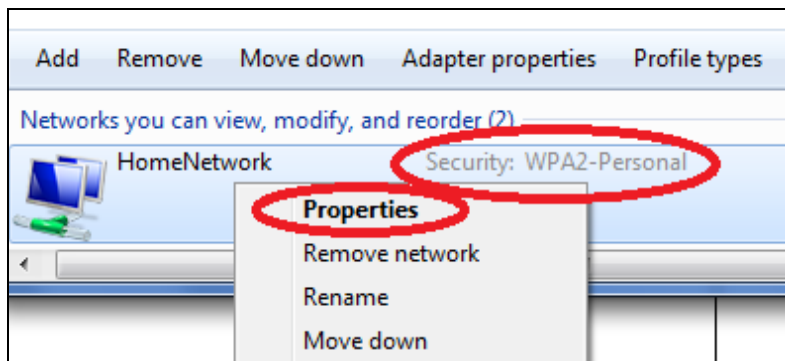 Add Remove Move down Adapter properties Profile types
Networks you can view, modify, and reorder (2)
HomeNetwork Security: WPA2-Personal
Properties
Remove network
Rename
Move down